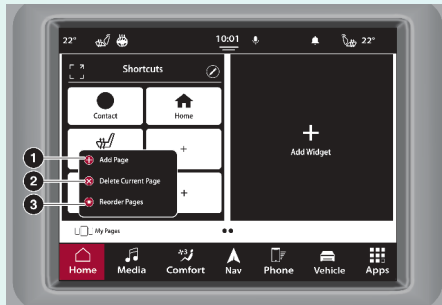 22° 10:01 22°
Shortcuts
Contact Home
+
1 Add Page
2 Delete Current Page
+
3 Reorder Pages
+
Add Widget
My Pages
Home Media Comfort Nav Phone Vehicle Apps